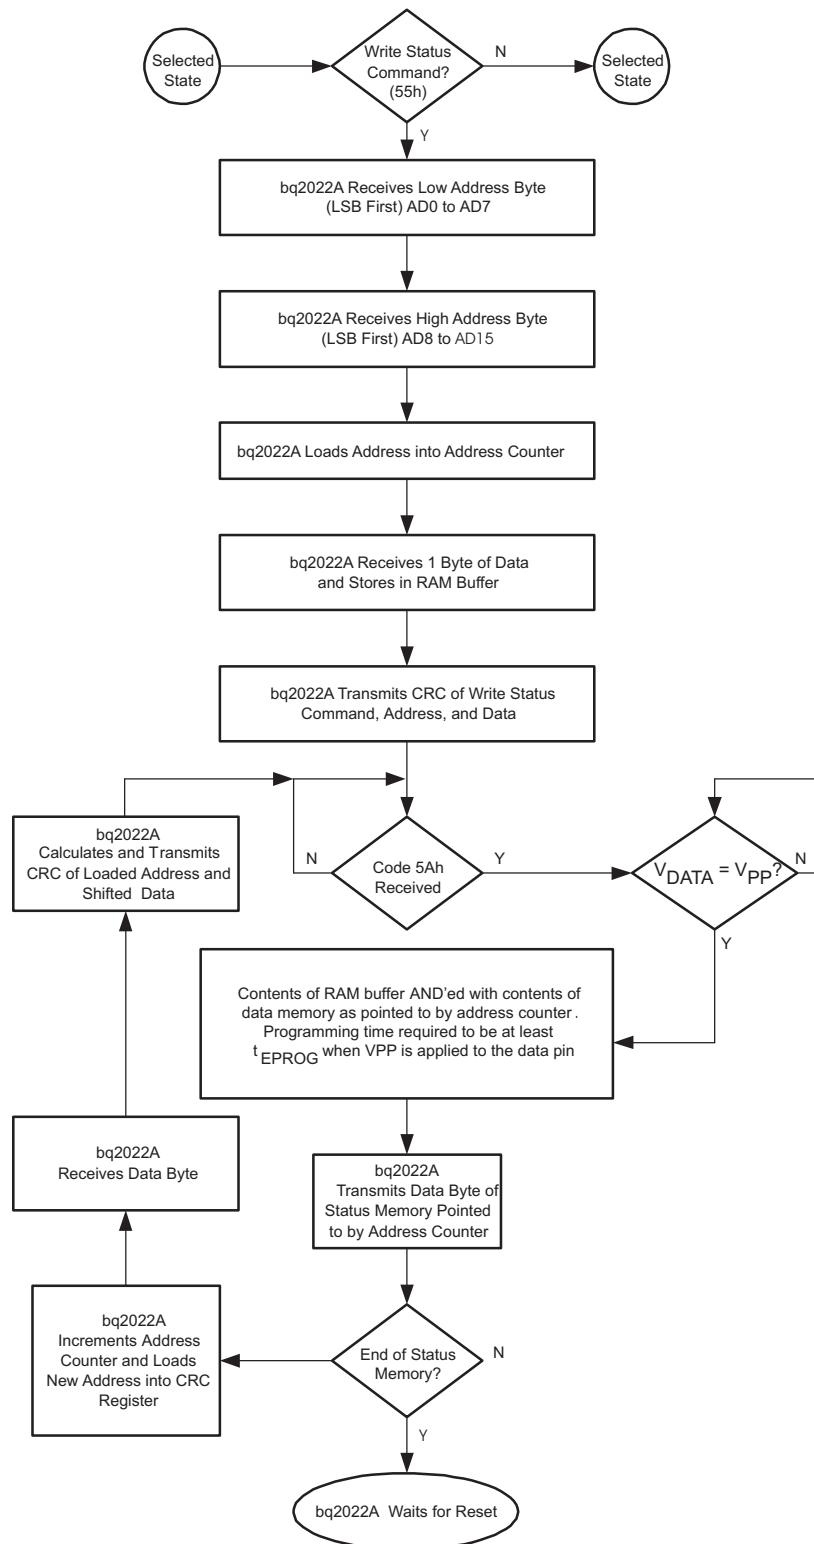 Selected
State
Write Status
Command?
(55h)
N
Selected
State
Y
bq2022A Receives Low Address Byte
(LSB First) AD0 to AD7
bq2022A Receives High Address Byte
(LSB First) AD8 to AD15
bq2022A Loads Address into Address Counter
bq2022A Receives 1 Byte of Data
and Stores in RAM Buffer
bq2022A Transmits CRC of Write Status
Command, Address, and Data
bq2022A
Calculates and Transmits
CRC of Loaded Address and
Shifted Data
N
Code 5Ah
Received
Y
VDATA = VPP?
N
Y
Contents of RAM buffer AND'ed with contents of
data memory as pointed to by address counter.
Programming time required to be at least
tEPROG when VPP is applied to the data pin
bq2022A
Receives Data Byte
bq2022A
Transmits Data Byte of
Status Memory Pointed
to by Address Counter
bq2022A
Increments Address
Counter and Loads
New Address into CRC
Register
End of Status
Memory?
N
Y
bq2022A Waits for Reset